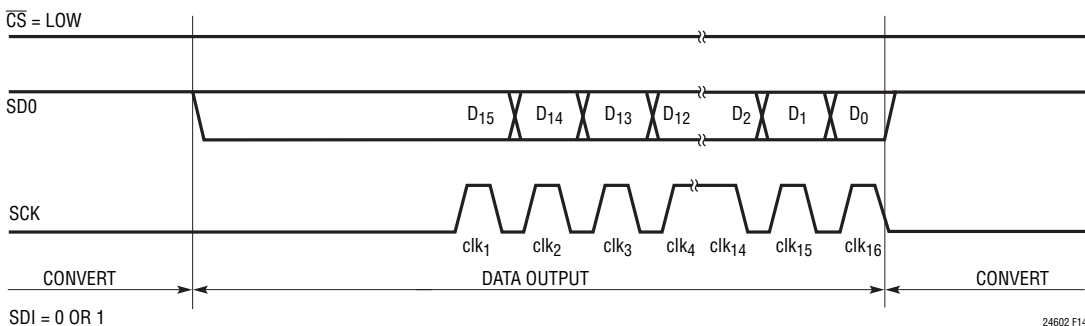 CS = LOW
SD0
D15 D14 D13 D12 D2 D1 D0
SCK
clk1 clk2 clk3 clk4 clk14 clk15 clk16
CONVERT DATA OUTPUT CONVERT
SDI = 0 OR 1
24602 F14